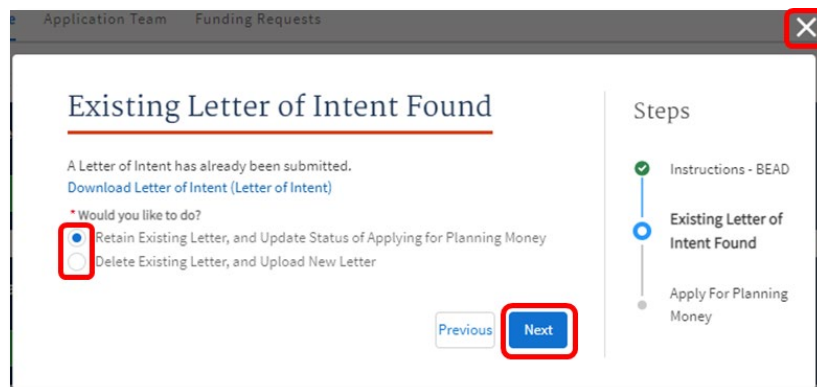 Application Team Funding Requests
Existing Letter of Intent Found
A Letter of Intent has already been submitted.
Download Letter of Intent (Letter of Intent)
* Would you like to do?
Retain Existing Letter, and Update Status of Applying for Planning Money
Delete Existing Letter, and Upload New Letter
Previous Next
Steps
Instructions - BEAD
Existing Letter of
Intent Found
Apply For Planning
Money